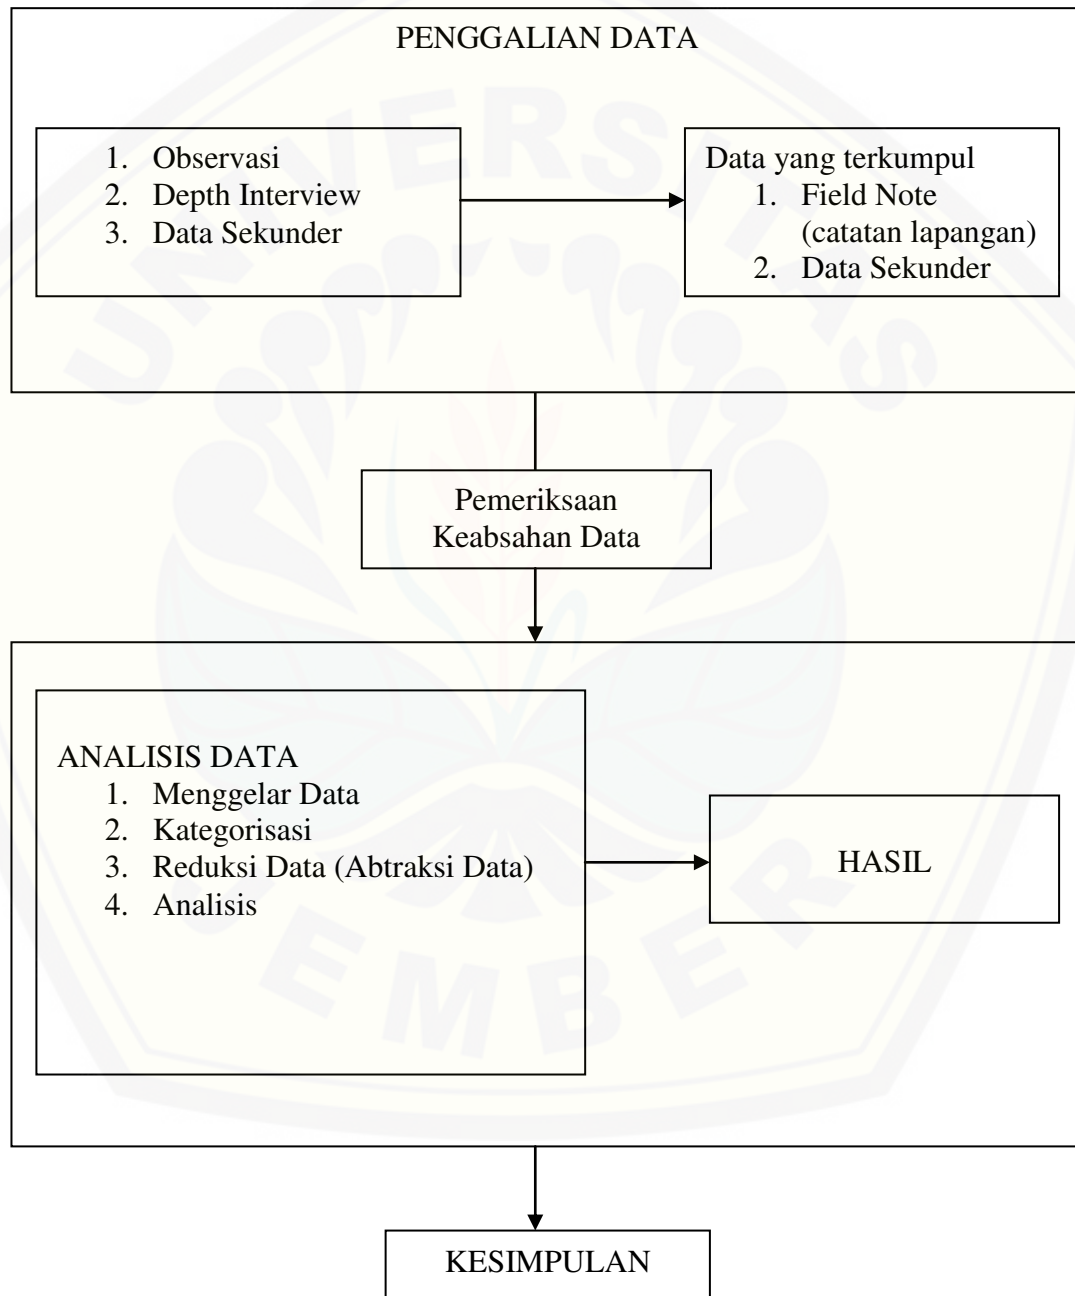 PENGGALIAN DATA
1. Observasi
2. Depth Interview
3. Data Sekunder
Data yang terkumpul
1. Field Note
(catatan lapangan)
2. Data Sekunder
Pemeriksaan
Keabsahan Data
ANALISIS DATA
1. Menggelar Data
2. Kategorisasi
3. Reduksi Data (Abtraksi Data)
4. Analisis
HASIL
KESIMPULAN
UNIVERSITAS
JEMBER